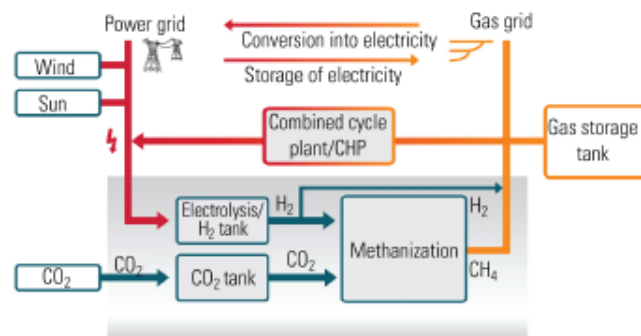 Power grid
Gas grid
Conversion into electricity
Storage of electricity
Wind
Sun
Combined cycle
plant/CHP
Gas storage
tank
Electrolysis/
H₂ tank
H₂
H₂
Methanization
CO₂
CO₂
CO₂ tank
CO₂
CH₄